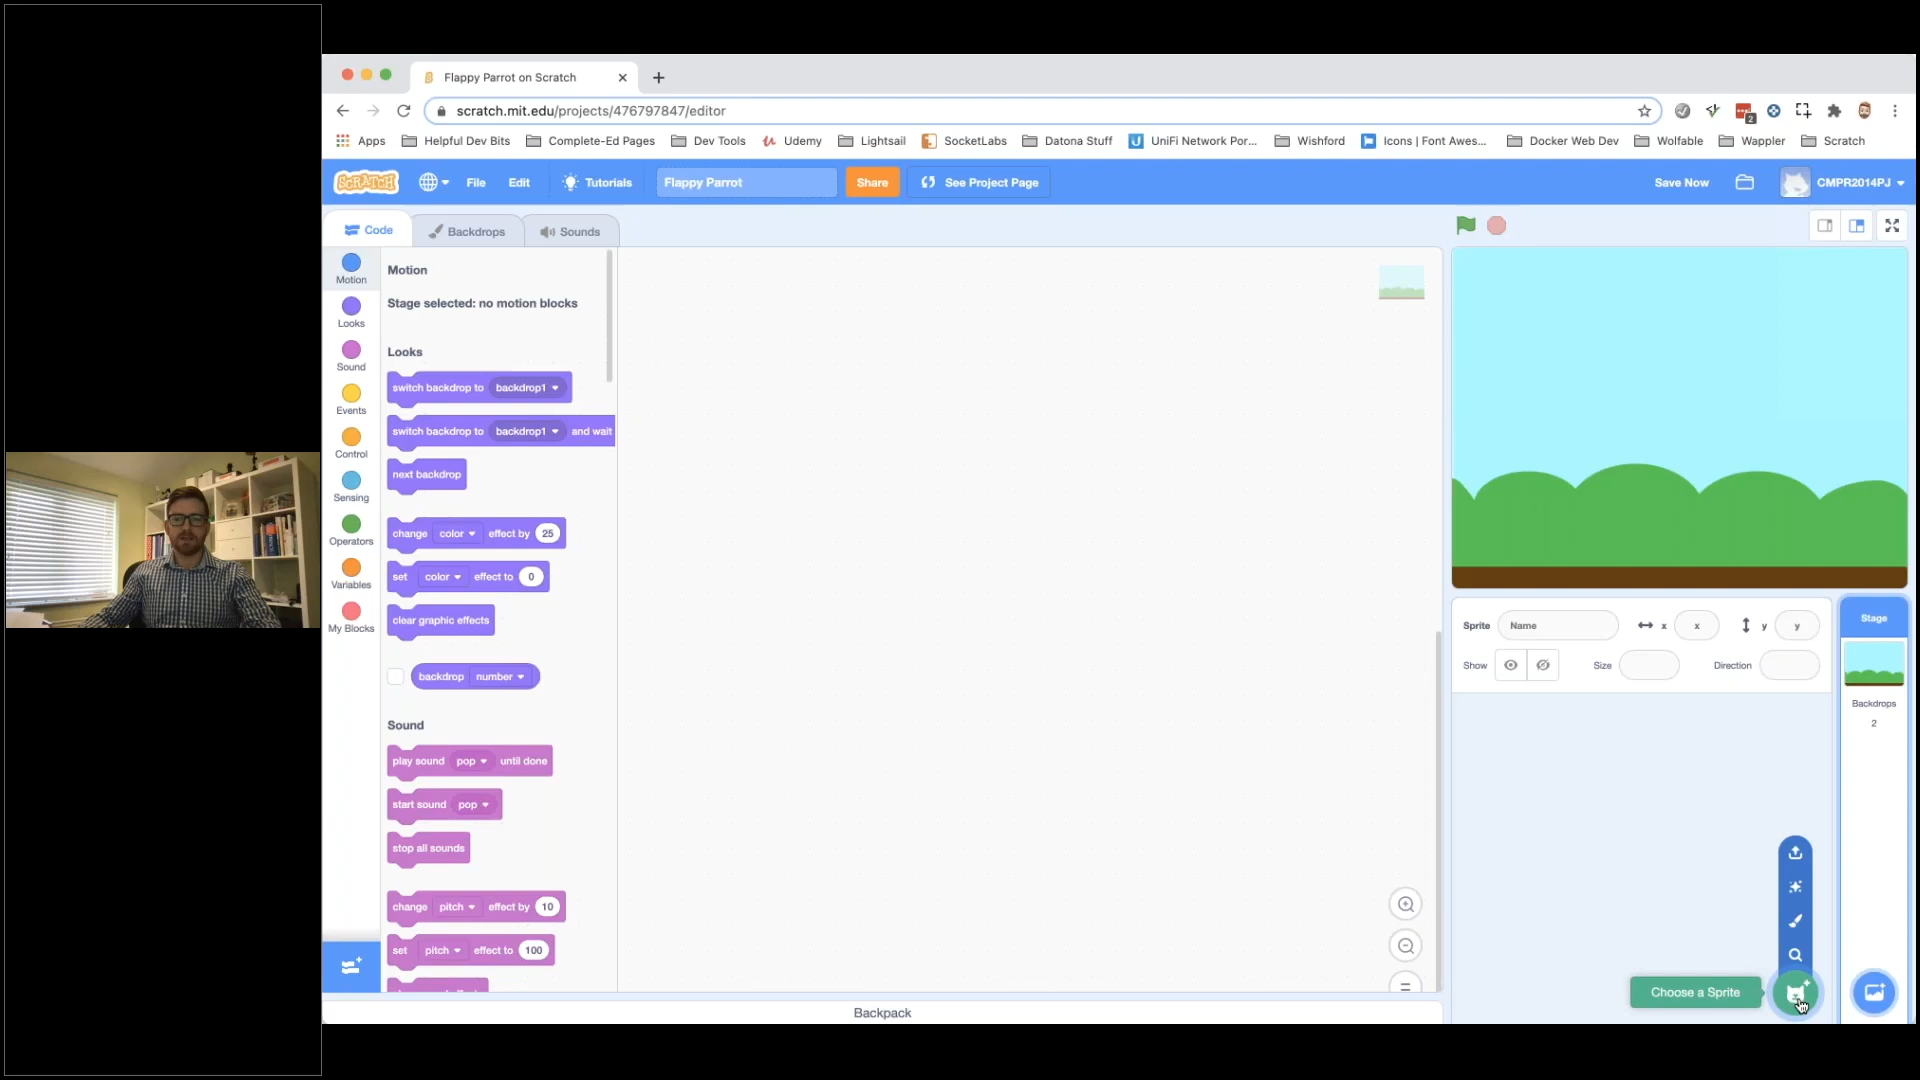 Flappy Parrot on Scratch
scratch.mit.edu/projects/476797847/editor
2
Apps Helpful Dev Bits Complete-Ed Pages Dev Tools Udemy Lightsail SocketLabs Datona Stuff UniFi Network Por... Wishford Icons | Font Awes... Docker Web Dev Wolfable Wappler Scratch
SCRATCH File Edit Tutorials Flappy Parrot Share See Project Page Save Now CMPR2014PJ
Code Backdrops Sounds
Motion
Looks
Sound
Events
Control
Sensing
Operators
Variables
My Blocks
Motion
Stage selected: no motion blocks
Looks
switch backdrop to backdrop1
switch backdrop to backdrop1 and wait
next backdrop
change color effect by 25
set color effect to 0
clear graphic effects
backdrop number
Sound
play sound pop until done
start sound pop
stop all sounds
change pitch effect by 10
set pitch effect to 100
Backpack
Sprite Name x x y y
Show Size Direction
Stage
Backdrops
2
Choose a Sprite